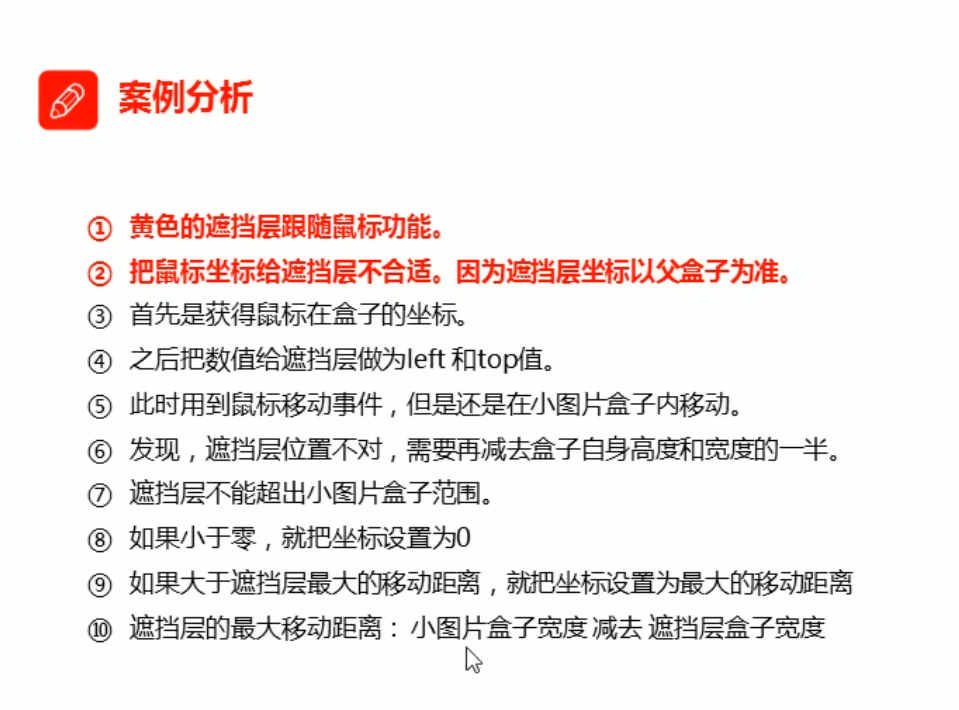 案例分析
① 黄色的遮挡层跟随鼠标功能。
② 把鼠标坐标给遮挡层不合适。因为遮挡层坐标以父盒子为准。
③ 首先是获得鼠标在盒子的坐标。
④ 之后把数值给遮挡层做为left 和top值。
⑤ 此时用到鼠标移动事件，但是还是在小图片盒子内移动。
⑥ 发现，遮挡层位置不对，需要再减去盒子自身高度和宽度的一半。
⑦ 遮挡层不能超出小图片盒子范围。
⑧ 如果小于零，就把坐标设置为0
⑨ 如果大于遮挡层最大的移动距离，就把坐标设置为最大的移动距离
⑩ 遮挡层的最大移动距离：小图片盒子宽度 减去 遮挡层盒子宽度